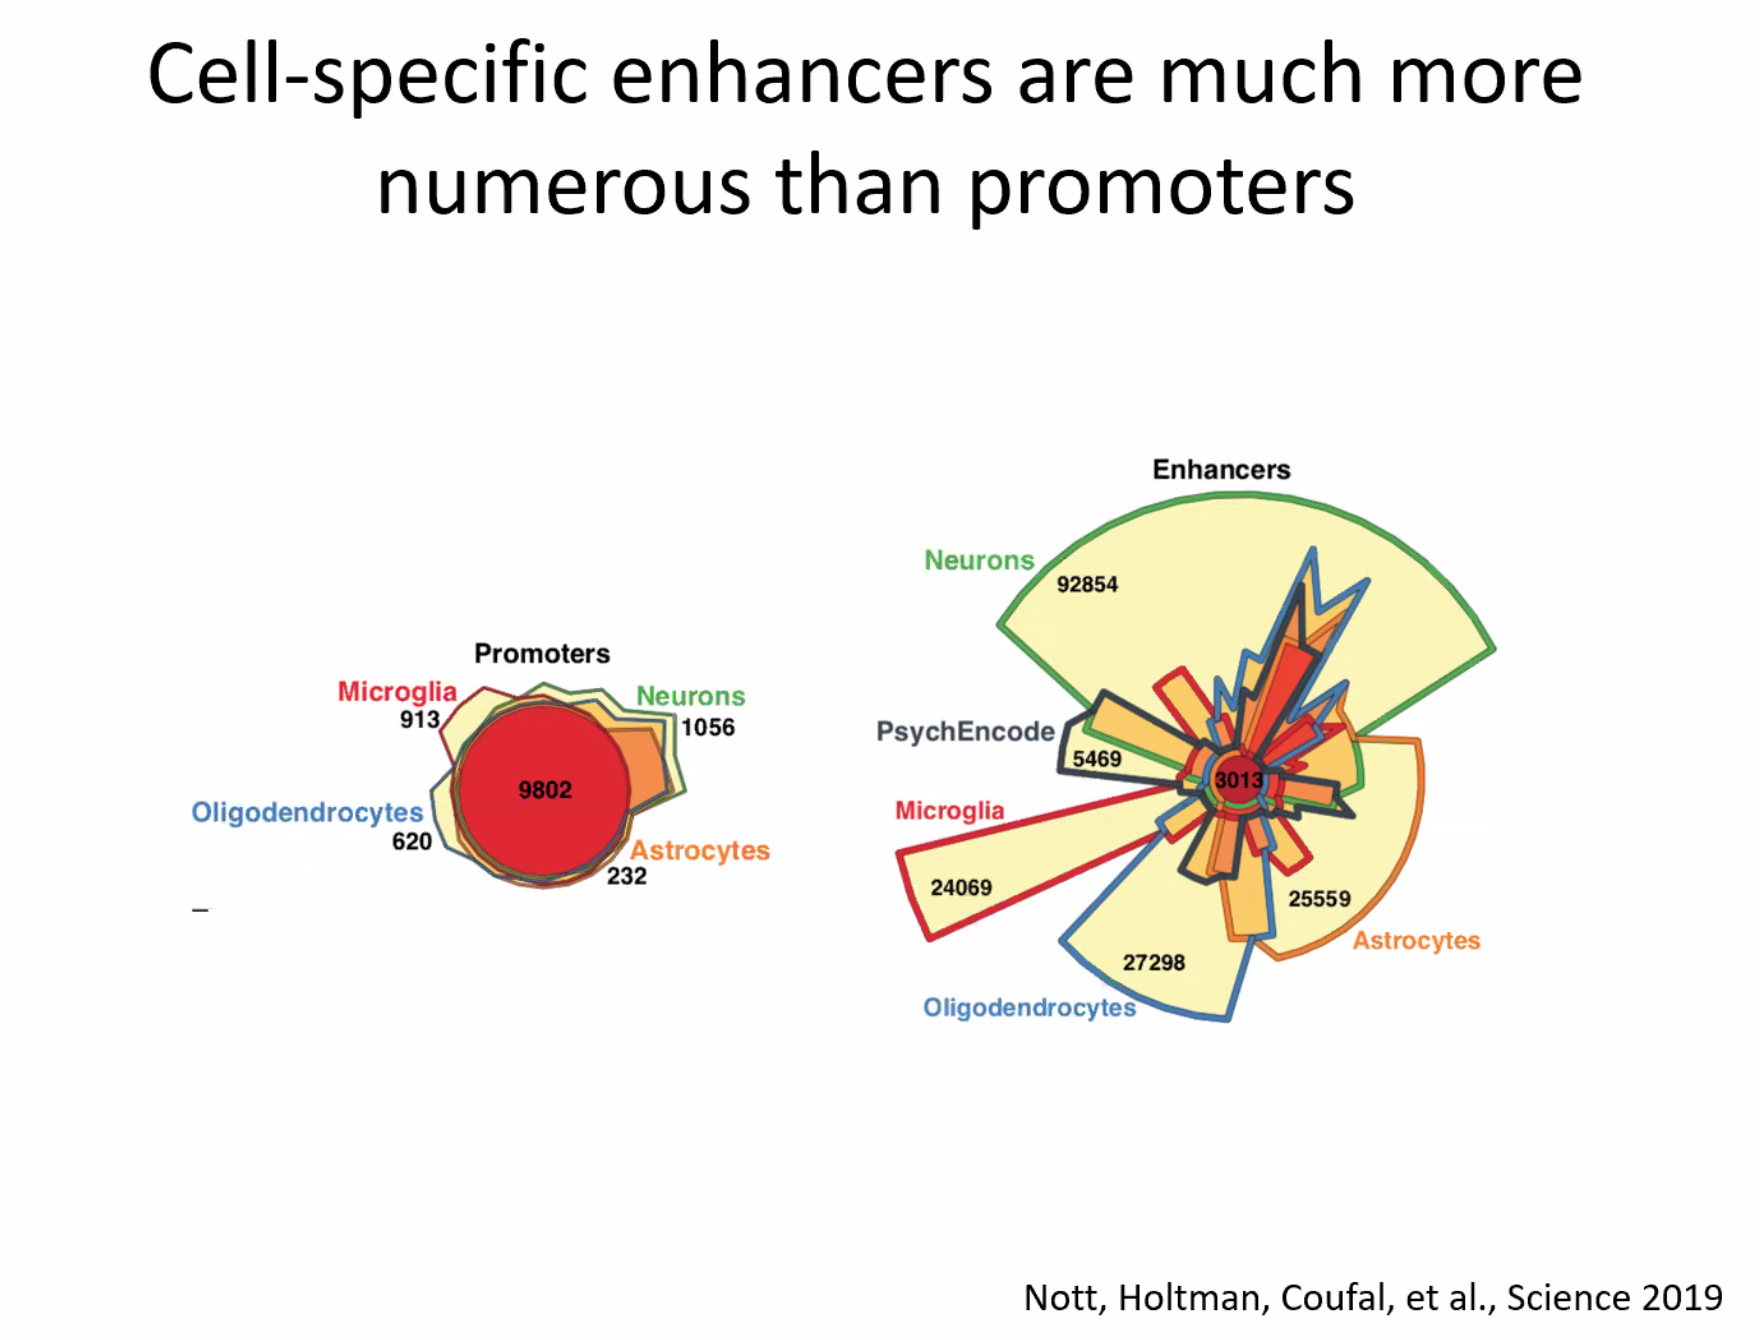 Cell-specific enhancers are much more
numerous than promoters
Promoters
Microglia
913
Neurons
1056
9802
Oligodendrocytes
620
Astrocytes
232
Enhancers
Neurons
92854
PsychEncode
5469
3013
Microglia
24069
25559
Astrocytes
27298
Oligodendrocytes
Nott, Holtman, Coufal, et al., Science 2019